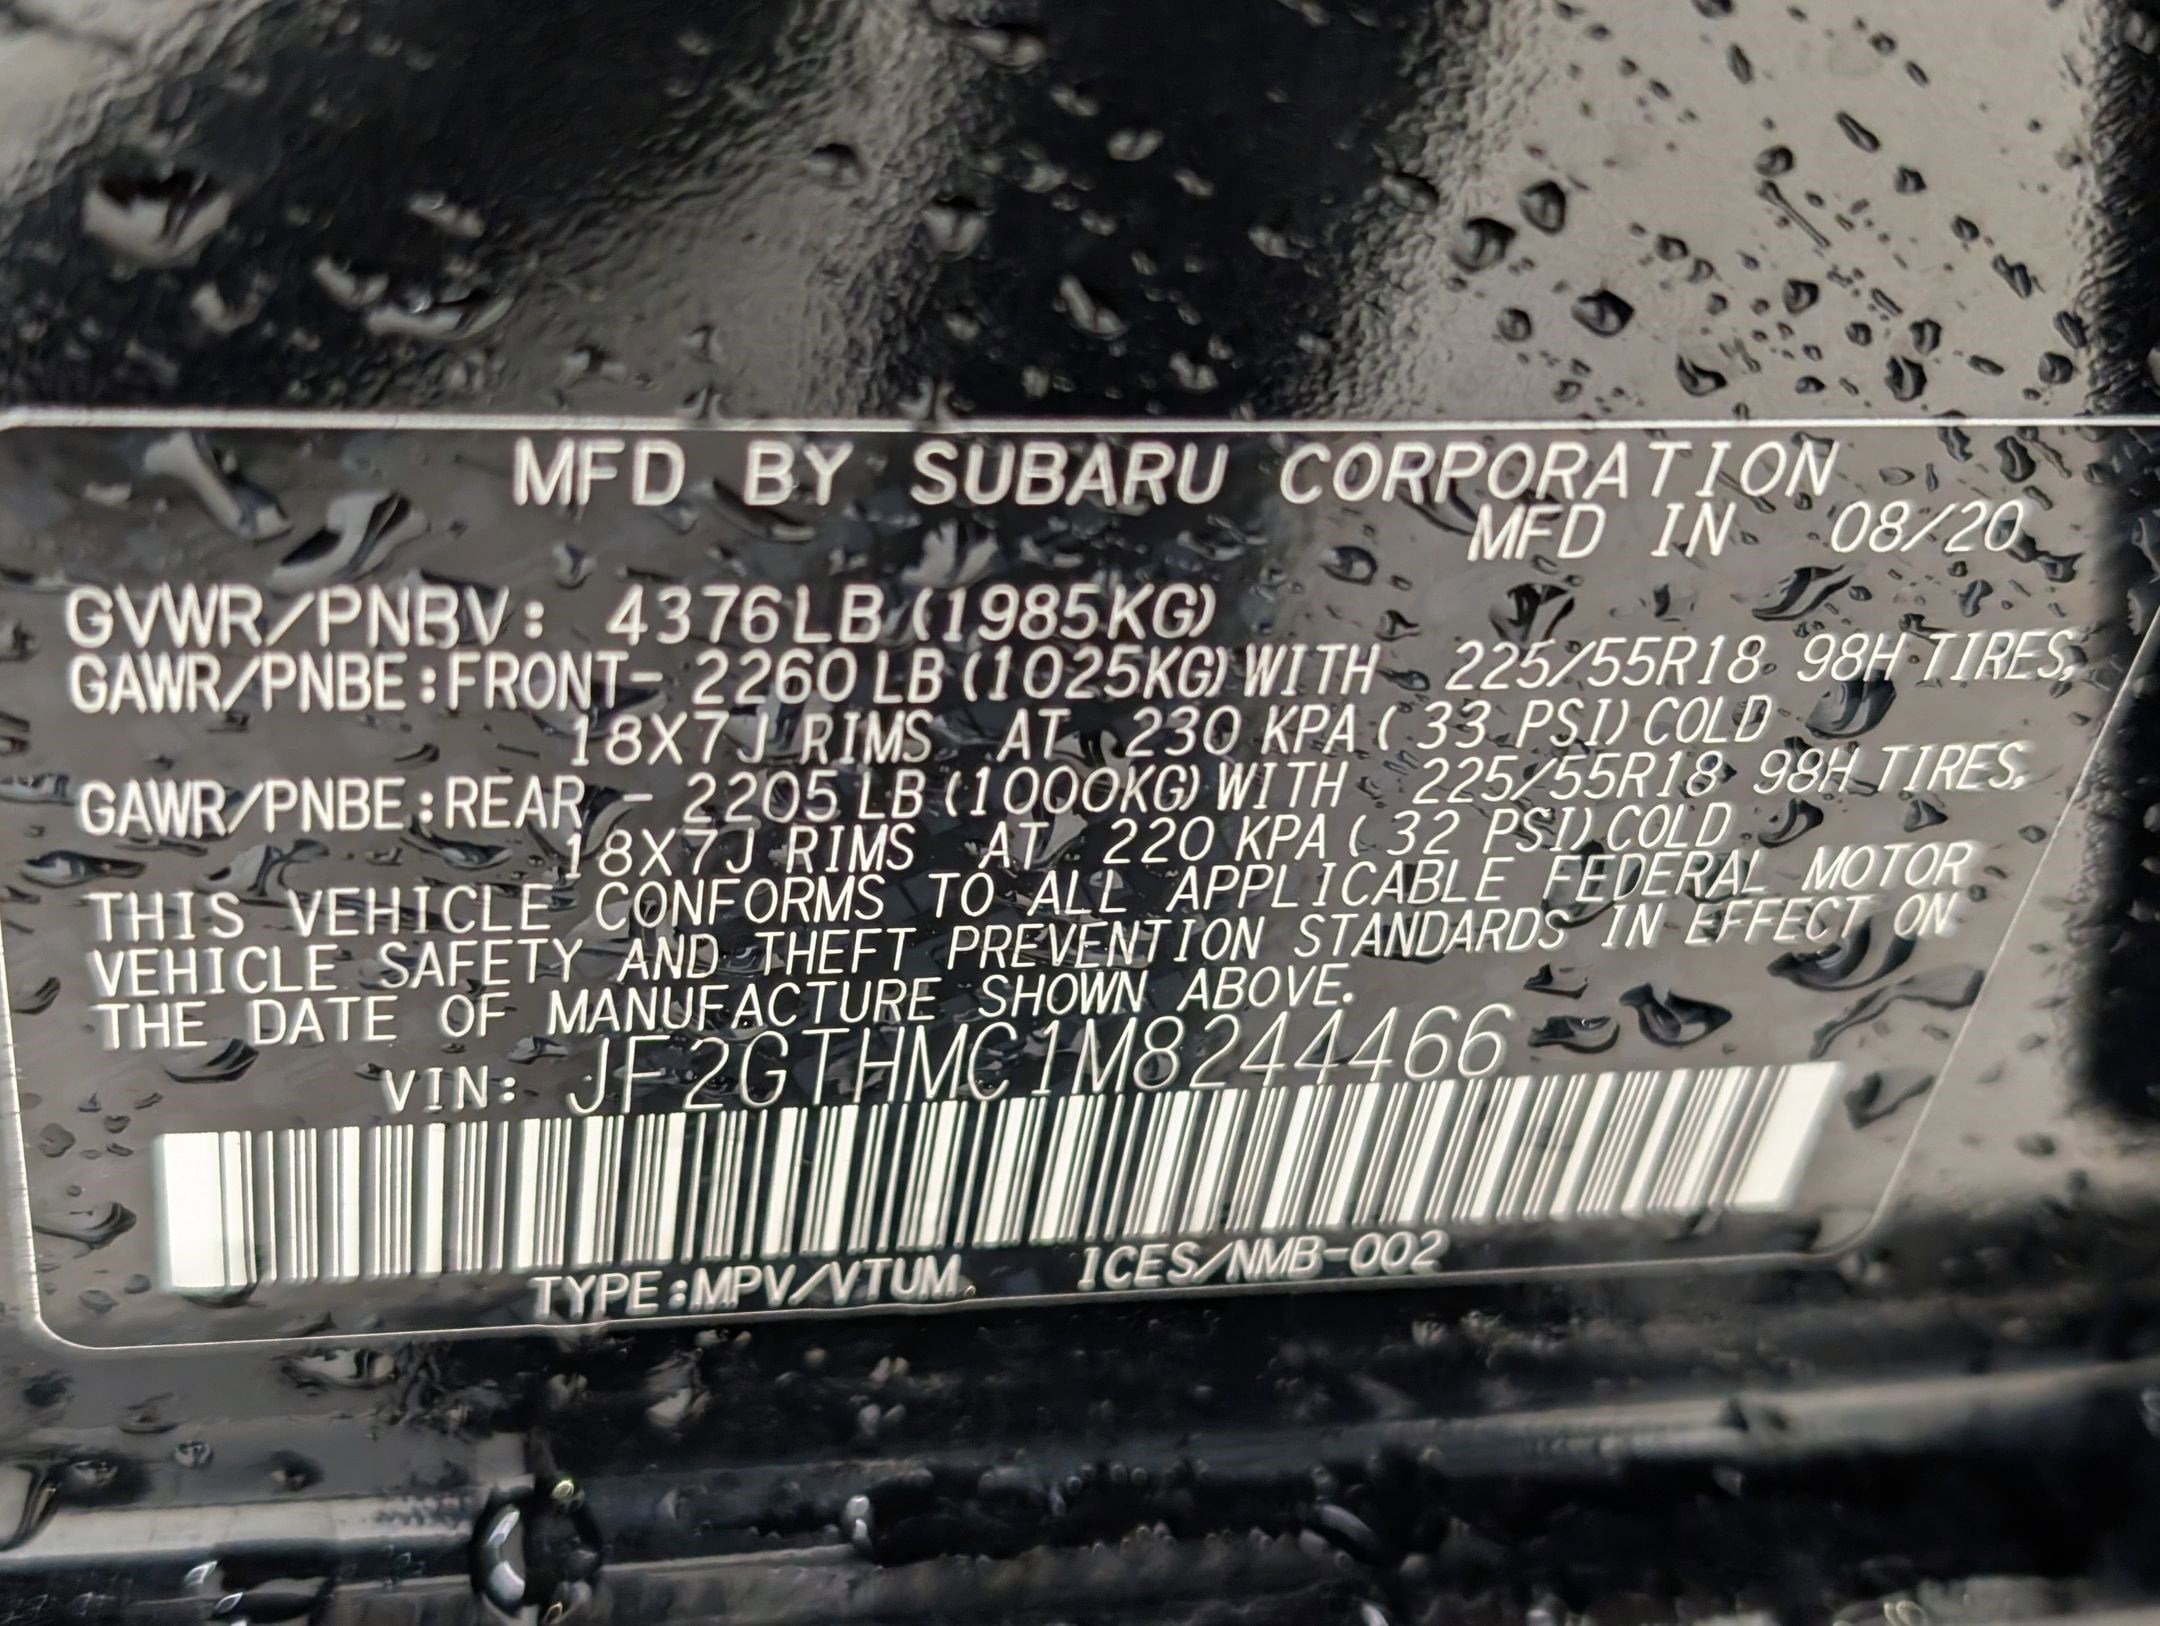 MFD BY SUBARU CORPORATION
MFD IN 08/20
GVWR/PNBV: 4376LB (1985KG)
GAWR/PNBE:FRONT- 2260 LB (1025KG) WITH 225/55R18 98H TIRES,
18X7J RIMS AT 230 KPA ( 33 PSI) COLD
GAWR/PNBE:REAR - 2205 LB (1000KG) WITH 225/55R18 98H TIRES,
18X7J RIMS AT 220 KPA ( 32 PSI) COLD
THIS VEHICLE CONFORMS TO ALL APPLICABLE FEDERAL MOTOR
VEHICLE SAFETY AND THEFT PREVENTION STANDARDS IN EFFECT ON
THE DATE OF MANUFACTURE SHOWN ABOVE.
VIN: JF2GTHMC1M8244466
TYPE:MPV/VTUM ICES/NMB-002